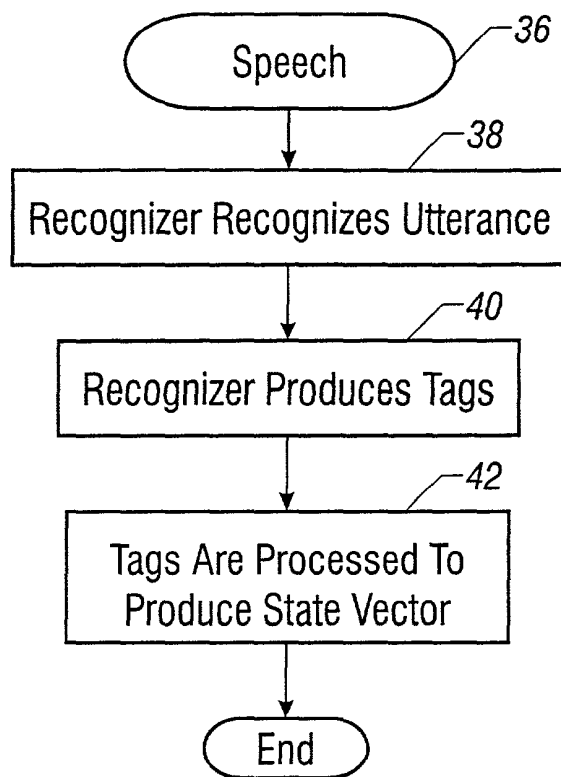 36
Speech
38
Recognizer Recognizes Utterance
40
Recognizer Produces Tags
42
Tags Are Processed To
Produce State Vector
End